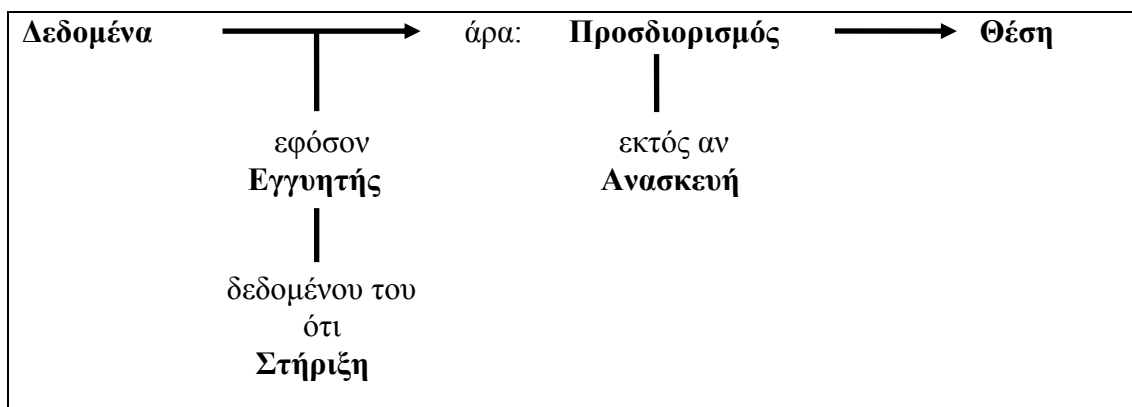 Δεδομένα άρα: Προσδιορισμός Θέση
εφόσον
Εγγυητής
εκτός αν
Ανασκευή
δεδομένου του
ότι
Στήριξη